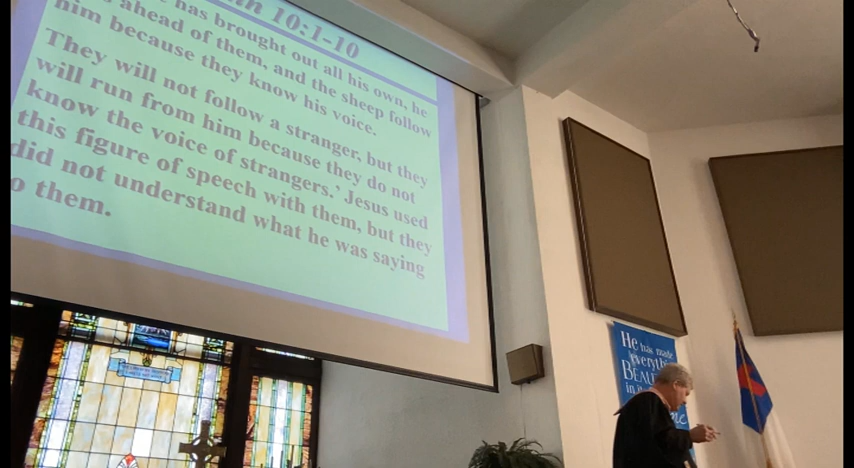 10:1-10
has brought out all his own, he
ahead of them, and the sheep follow
him because they know his voice.
They will not follow a stranger, but they
will run from him because they do not
know the voice of strangers.’ Jesus used
this figure of speech with them, but they
did not understand what he was saying
o them.
He has made
everything
BEAU
in